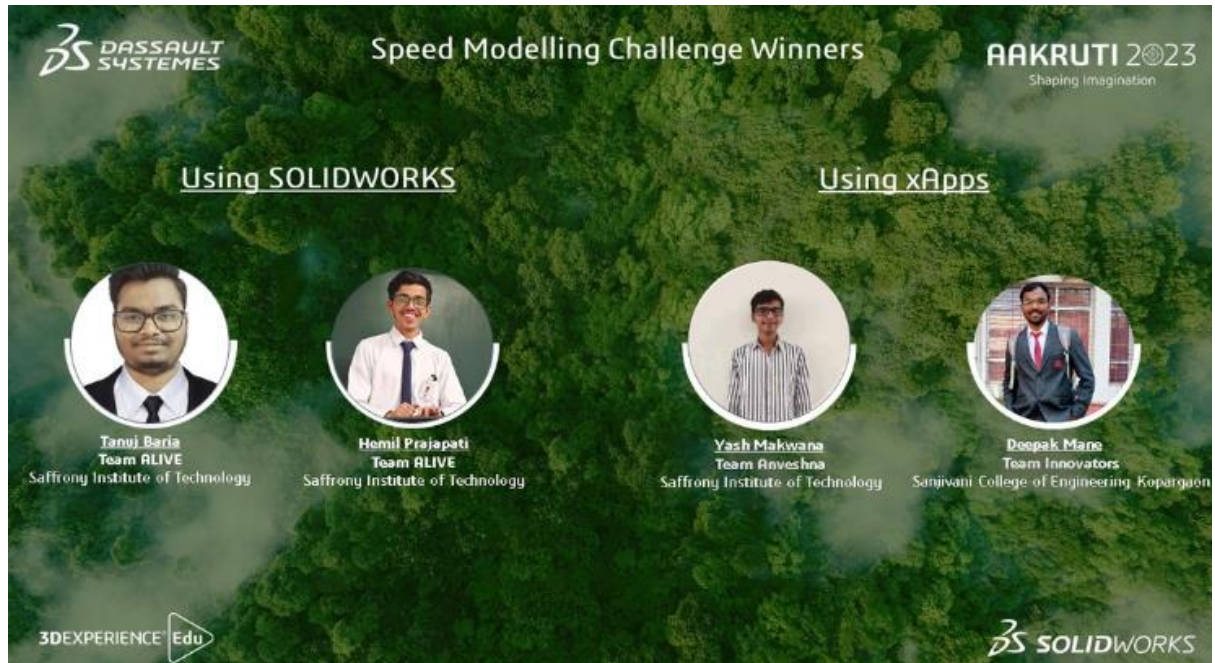 DASSAULT
SYSTEMES
Speed Modelling Challenge Winners
AAKRUTI 2023
Shaping Imagination
Using SOLIDWORKS
Using xApps
Tanuj Baria
Team ALIVE
Saffrony Institute of Technology
Hemil Prajapati
Team ALIVE
Saffrony Institute of Technology
Yash Makwana
Team Anveshna
Saffrony Institute of Technology
Deepak Mane
Team Innovators
Sanjivani College of Engineering Kopargaon
3DEXPERIENCE® Edu
SOLIDWORKS